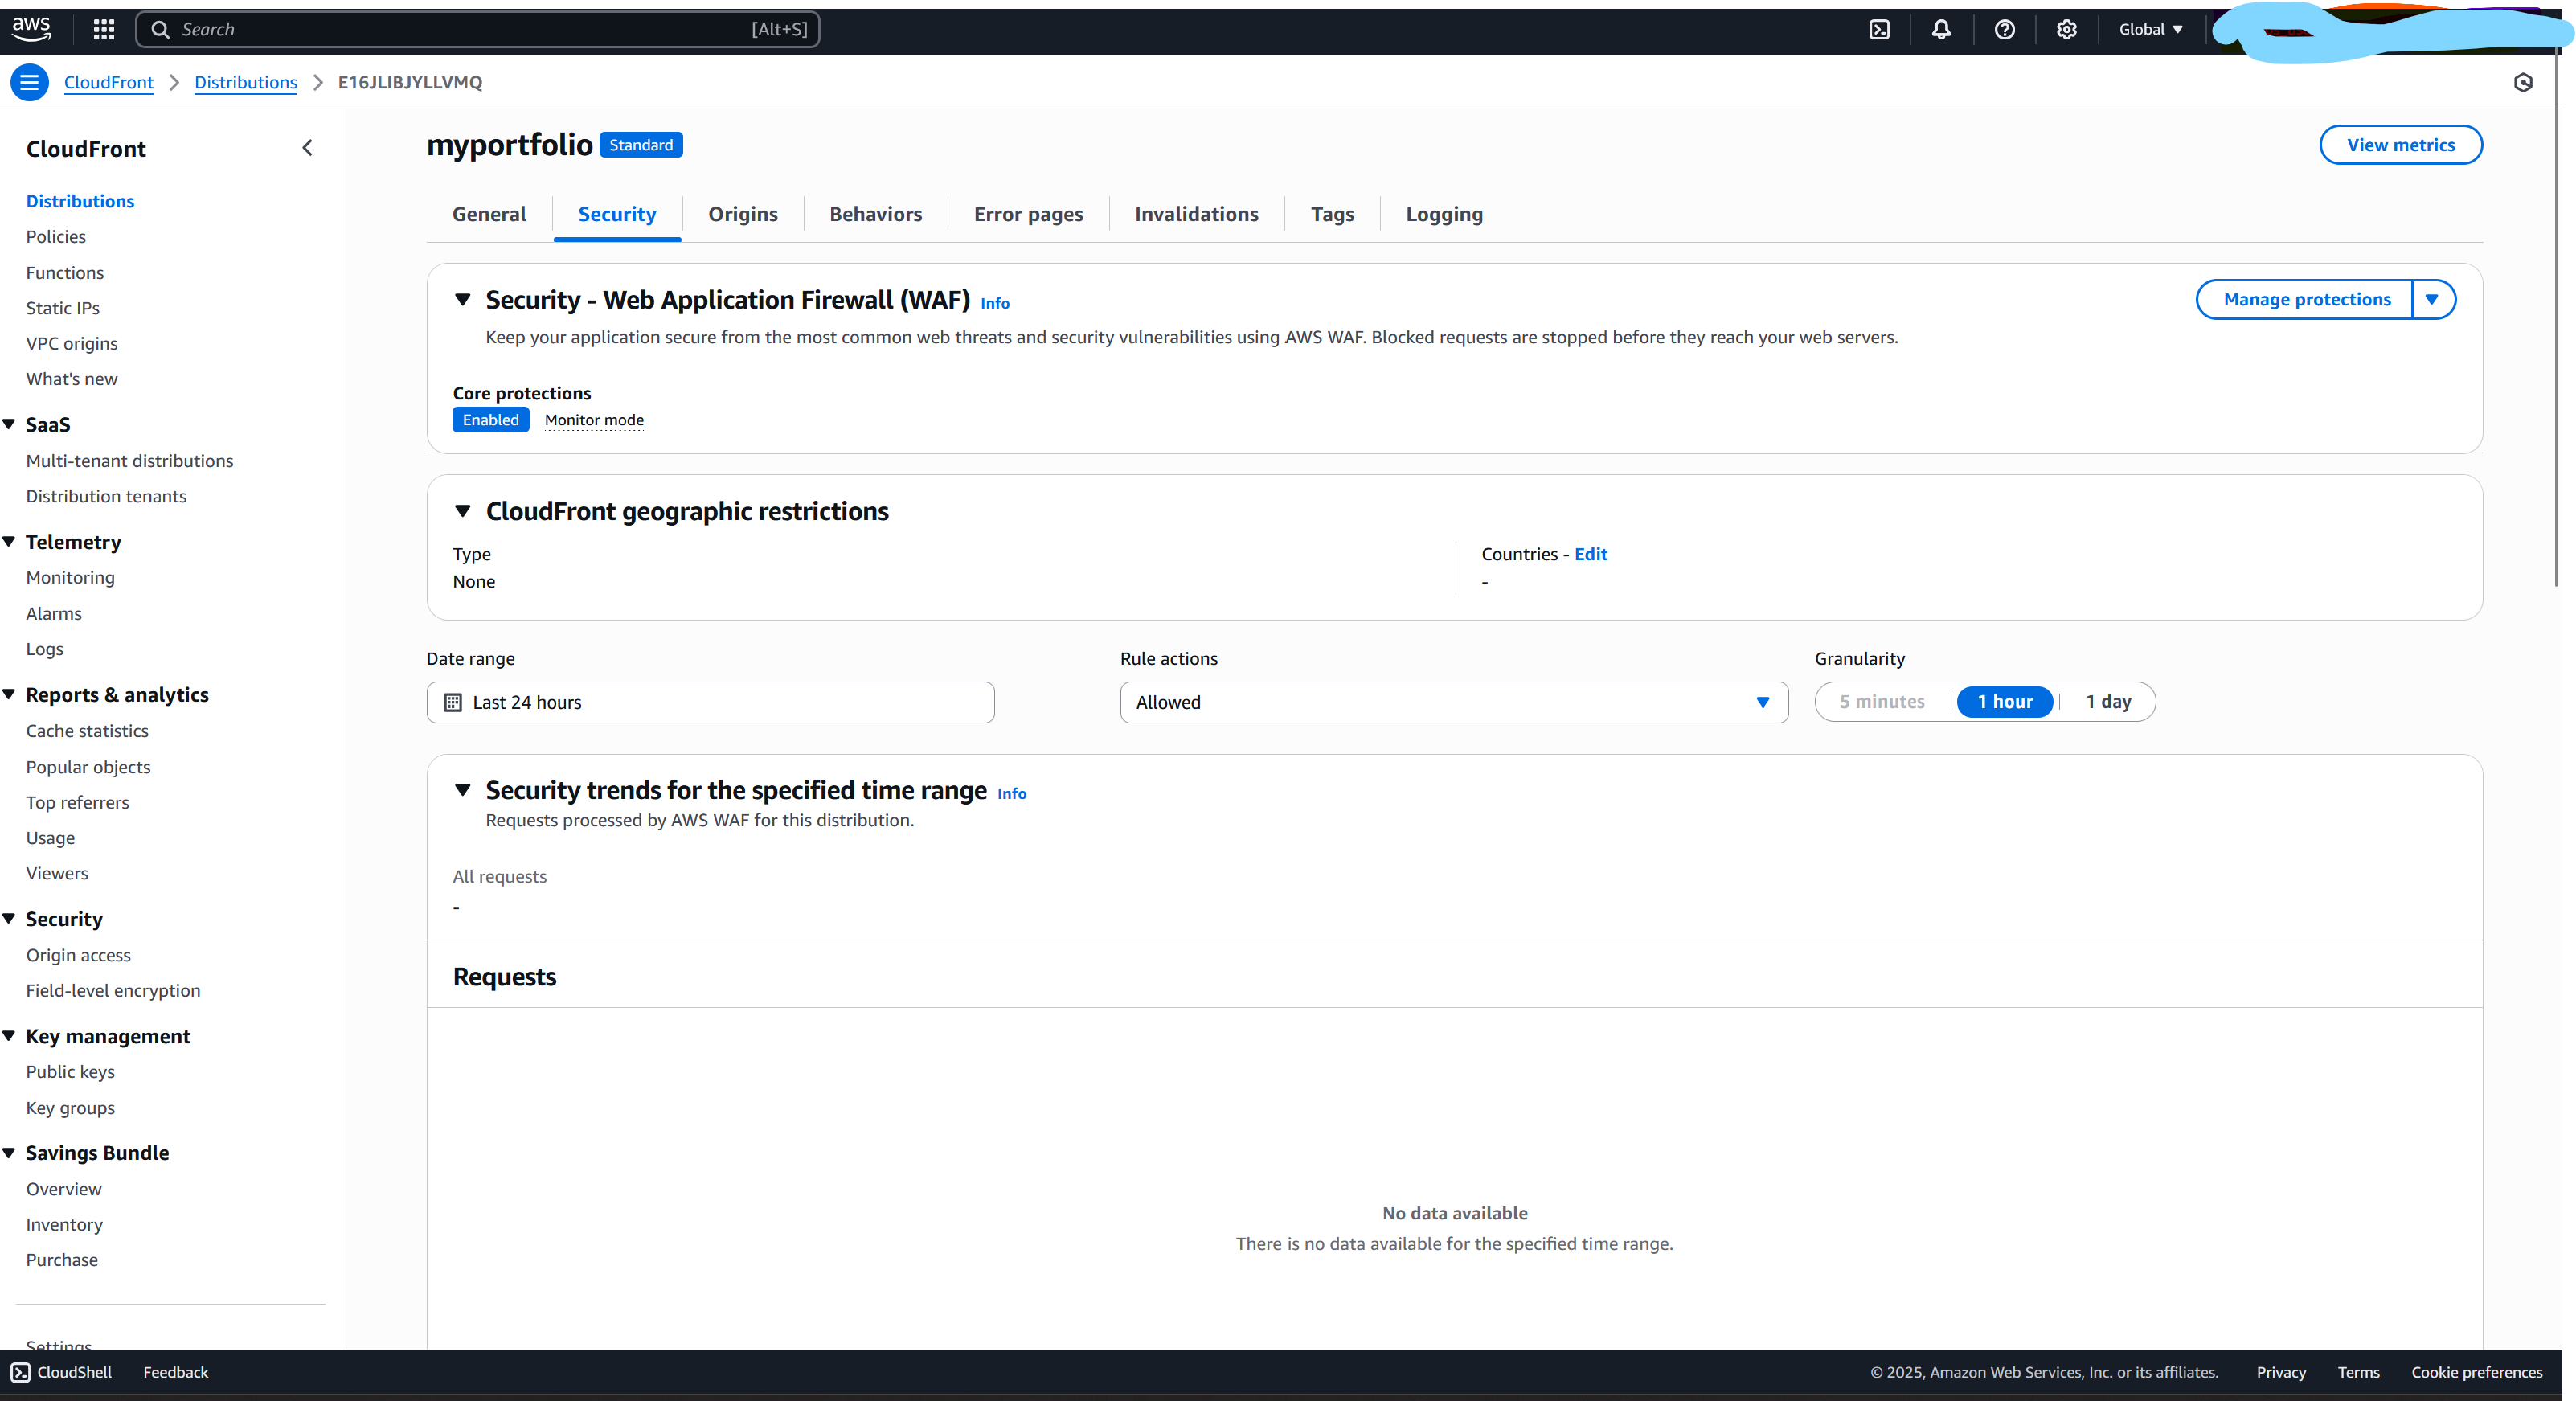 aws
Search [Alt+S] Global
CloudFront Distributions E16JLIBJYLLVMQ
CloudFront
Distributions
Policies
Functions
Static IPs
VPC origins
What's new
SaaS
Multi-tenant distributions
Distribution tenants
Telemetry
Monitoring
Alarms
Logs
Reports & analytics
Cache statistics
Popular objects
Top referrers
Usage
Viewers
Security
Origin access
Field-level encryption
Key management
Public keys
Key groups
Savings Bundle
Overview
Inventory
Purchase
Settings
myportfolio Standard View metrics
General Security Origins Behaviors Error pages Invalidations Tags Logging
Security - Web Application Firewall (WAF) Info Manage protections
Keep your application secure from the most common web threats and security vulnerabilities using AWS WAF. Blocked requests are stopped before they reach your web servers.
Core protections
Enabled Monitor mode
CloudFront geographic restrictions
Type
None
Countries - Edit
-
Date range
Last 24 hours
Rule actions
Allowed
Granularity
5 minutes 1 hour 1 day
Security trends for the specified time range Info
Requests processed by AWS WAF for this distribution.
All requests
-
Requests
No data available
There is no data available for the specified time range.
CloudShell Feedback © 2025, Amazon Web Services, Inc. or its affiliates. Privacy Terms Cookie preferences